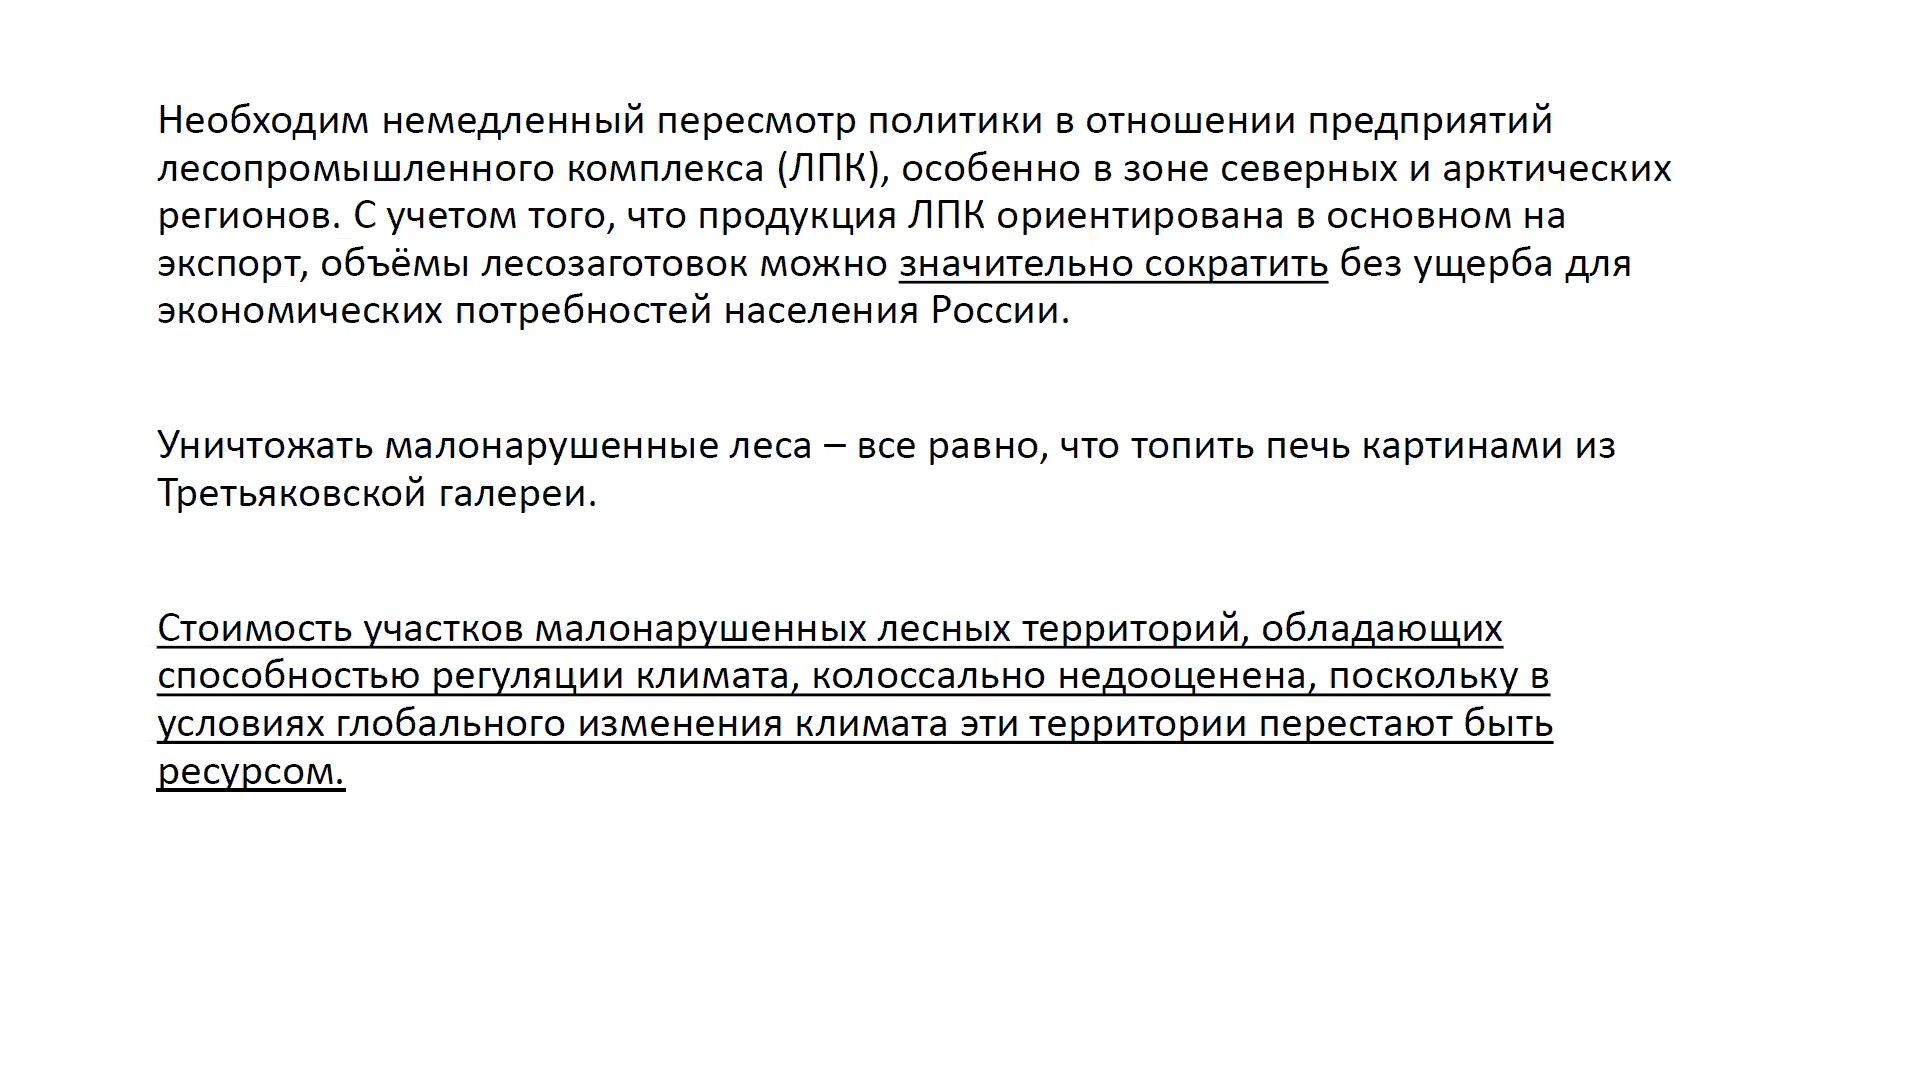 Необходим немедленный пересмотр политики в отношении предприятий
лесопромышленного комплекса (ЛПК), особенно в зоне северных и арктических
регионов. С учетом того, что продукция ЛПК ориентирована в основном на
экспорт, объёмы лесозаготовок можно значительно сократить без ущерба для
экономических потребностей населения России.
Уничтожать малонарушенные леса – все равно, что топить печь картинами из
Третьяковской галереи.
Стоимость участков малонарушенных лесных территорий, обладающих
способностью регуляции климата, колоссально недооценена, поскольку в
условиях глобального изменения климата эти территории перестают быть
ресурсом.